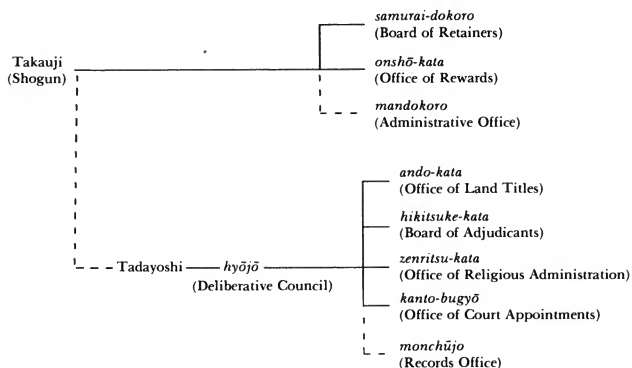 samurai-dokoro
(Board of Retainers)
Takauji
(Shogun)
onshō-kata
(Office of Rewards)
mandokoro
(Administrative Office)
ando-kata
(Office of Land Titles)
hikitsuke-kata
(Board of Adjudicants)
Tadayoshi hyōjō
(Deliberative Council)
zenritsu-kata
(Office of Religious Administration)
kanto-bugyō
(Office of Court Appointments)
monchūjo
(Records Office)